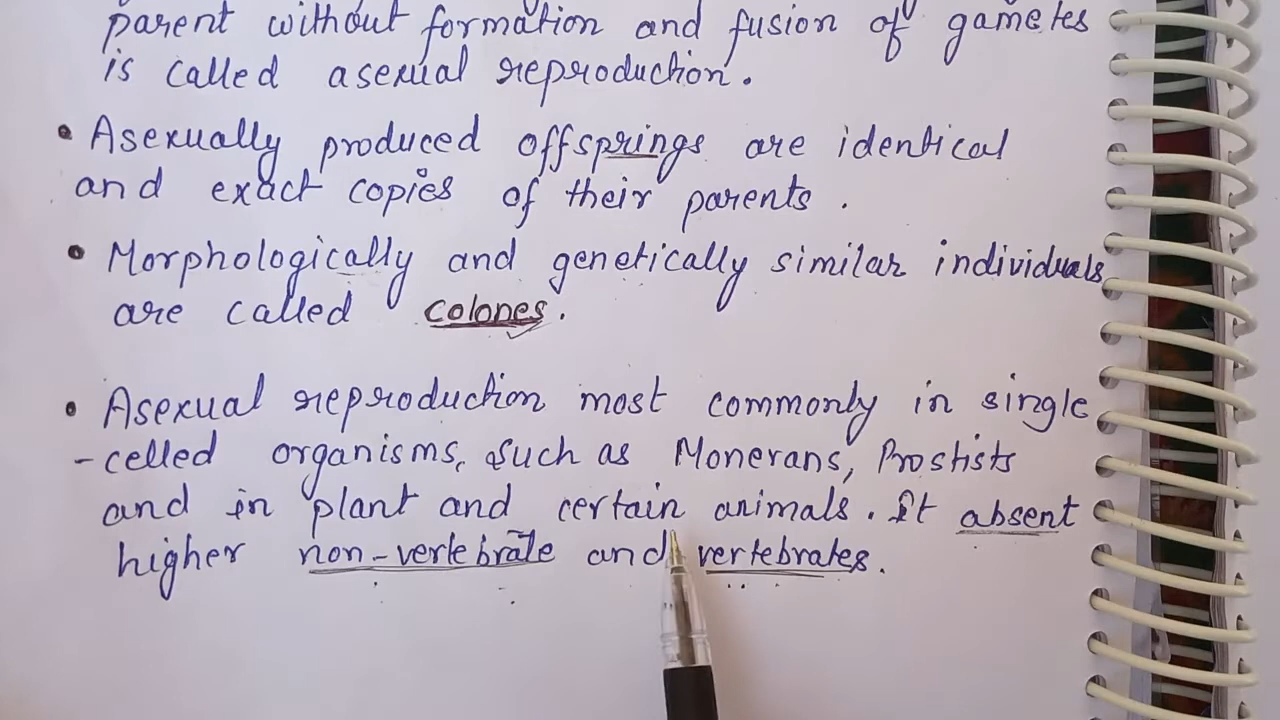 parent without formation and fusion of gametes
is called asexual reproduction.
• Asexually produced offsprings are identical
and exact copies of their parents.
• Morphologically and genetically similar individuals
are called colones.
• Asexual reproduction most commonly in single
-celled organisms, such as Monerans, Prostists
and in plant and certain animals. It absent
higher non-vertebrate and vertebrates.